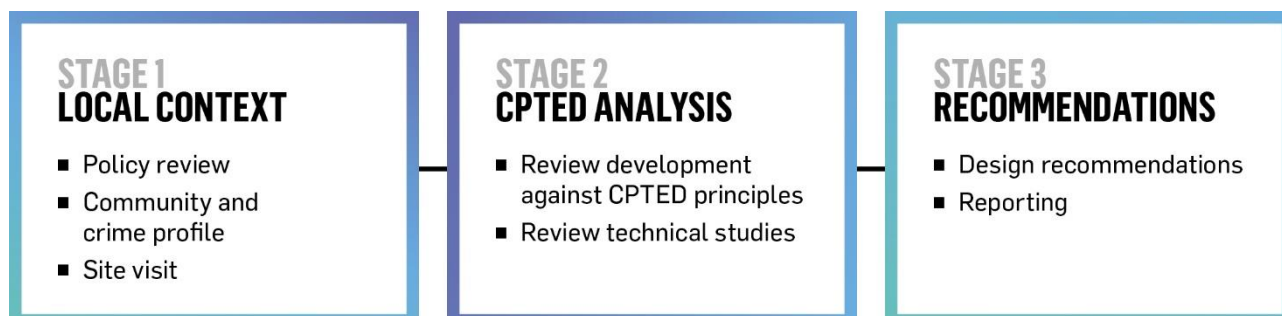 STAGE 1
LOCAL CONTEXT
■ Policy review
■ Community and
crime profile
■ Site visit
STAGE 2
CPTED ANALYSIS
■ Review development
against CPTED principles
■ Review technical studies
STAGE 3
RECOMMENDATIONS
■ Design recommendations
■ Reporting